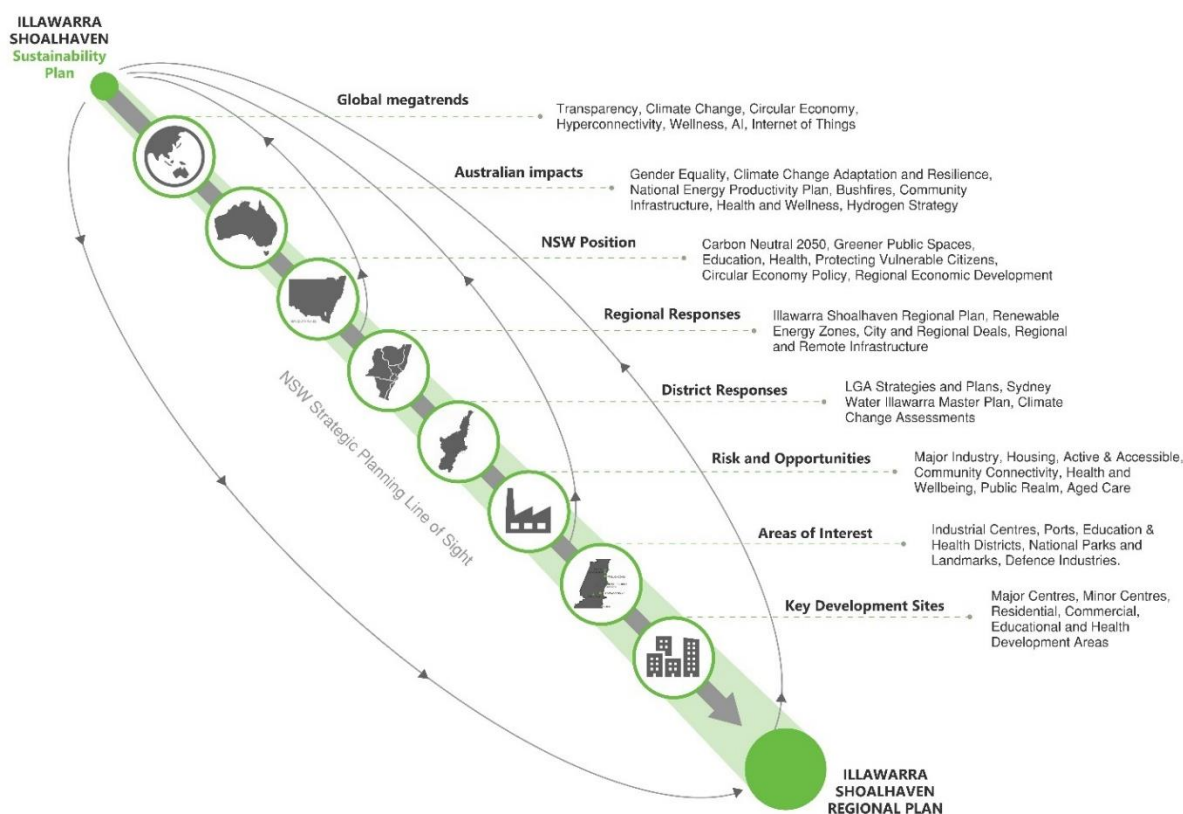 ILLAWARRA
SHOALHAVEN
Sustainability
Plan
Global megatrends
Transparency, Climate Change, Circular Economy,
Hyperconnectivity, Wellness, AI, Internet of Things
Australian impacts
Gender Equality, Climate Change Adaptation and Resilience,
National Energy Productivity Plan, Bushfires, Community
Infrastructure, Health and Wellness, Hydrogen Strategy
NSW Position
Carbon Neutral 2050, Greener Public Spaces,
Education, Health, Protecting Vulnerable Citizens,
Circular Economy Policy, Regional Economic Development
Regional Responses
Illawarra Shoalhaven Regional Plan, Renewable
Energy Zones, City and Regional Deals, Regional
and Remote Infrastructure
District Responses
LGA Strategies and Plans, Sydney
Water Illawarra Master Plan, Climate
Change Assessments
Risk and Opportunities
Major Industry, Housing, Active & Accessible,
Community Connectivity, Health and
Wellbeing, Public Realm, Aged Care
Areas of Interest
Industrial Centres, Ports, Education &
Health Districts, National Parks and
Landmarks, Defence Industries.
Key Development Sites
Major Centres, Minor Centres,
Residential, Commercial,
Educational and Health
Development Areas
NSW Strategic Planning Line of Sight
ILLAWARRA
SHOALHAVEN
REGIONAL PLAN